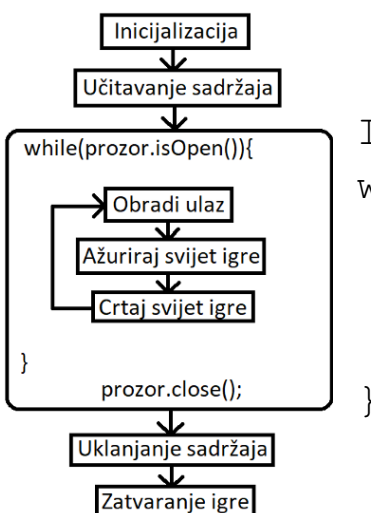 Inicijalizacija
Učitavanje sadržaja
while(prozor.isOpen()){
Obradi ulaz
Ažuriraj svijet igre
Crtaj svijet igre
}
prozor.close();
Uklanjanje sadržaja
Zatvaranje igre
}